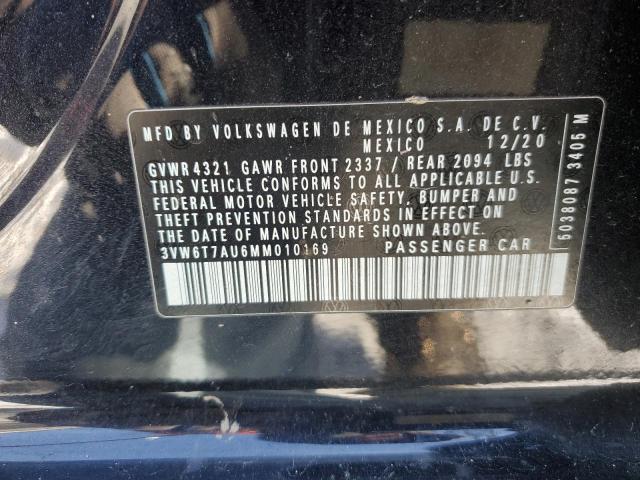 MFD BY VOLKSWAGEN DE MEXICO S.A. DE C.V.
MEXICO 12/20
GVWR 4321 GAWR FRONT 2337 / REAR 2094 LBS
THIS VEHICLE CONFORMS TO ALL APPLICABLE U.S.
FEDERAL MOTOR VEHICLE SAFETY, BUMPER AND
THEFT PREVENTION STANDARDS IN EFFECT ON
THE DATE OF MANUFACTURE SHOWN ABOVE.
3VW6T7AU6MM010169 PASSENGER CAR
5038087 3405 M